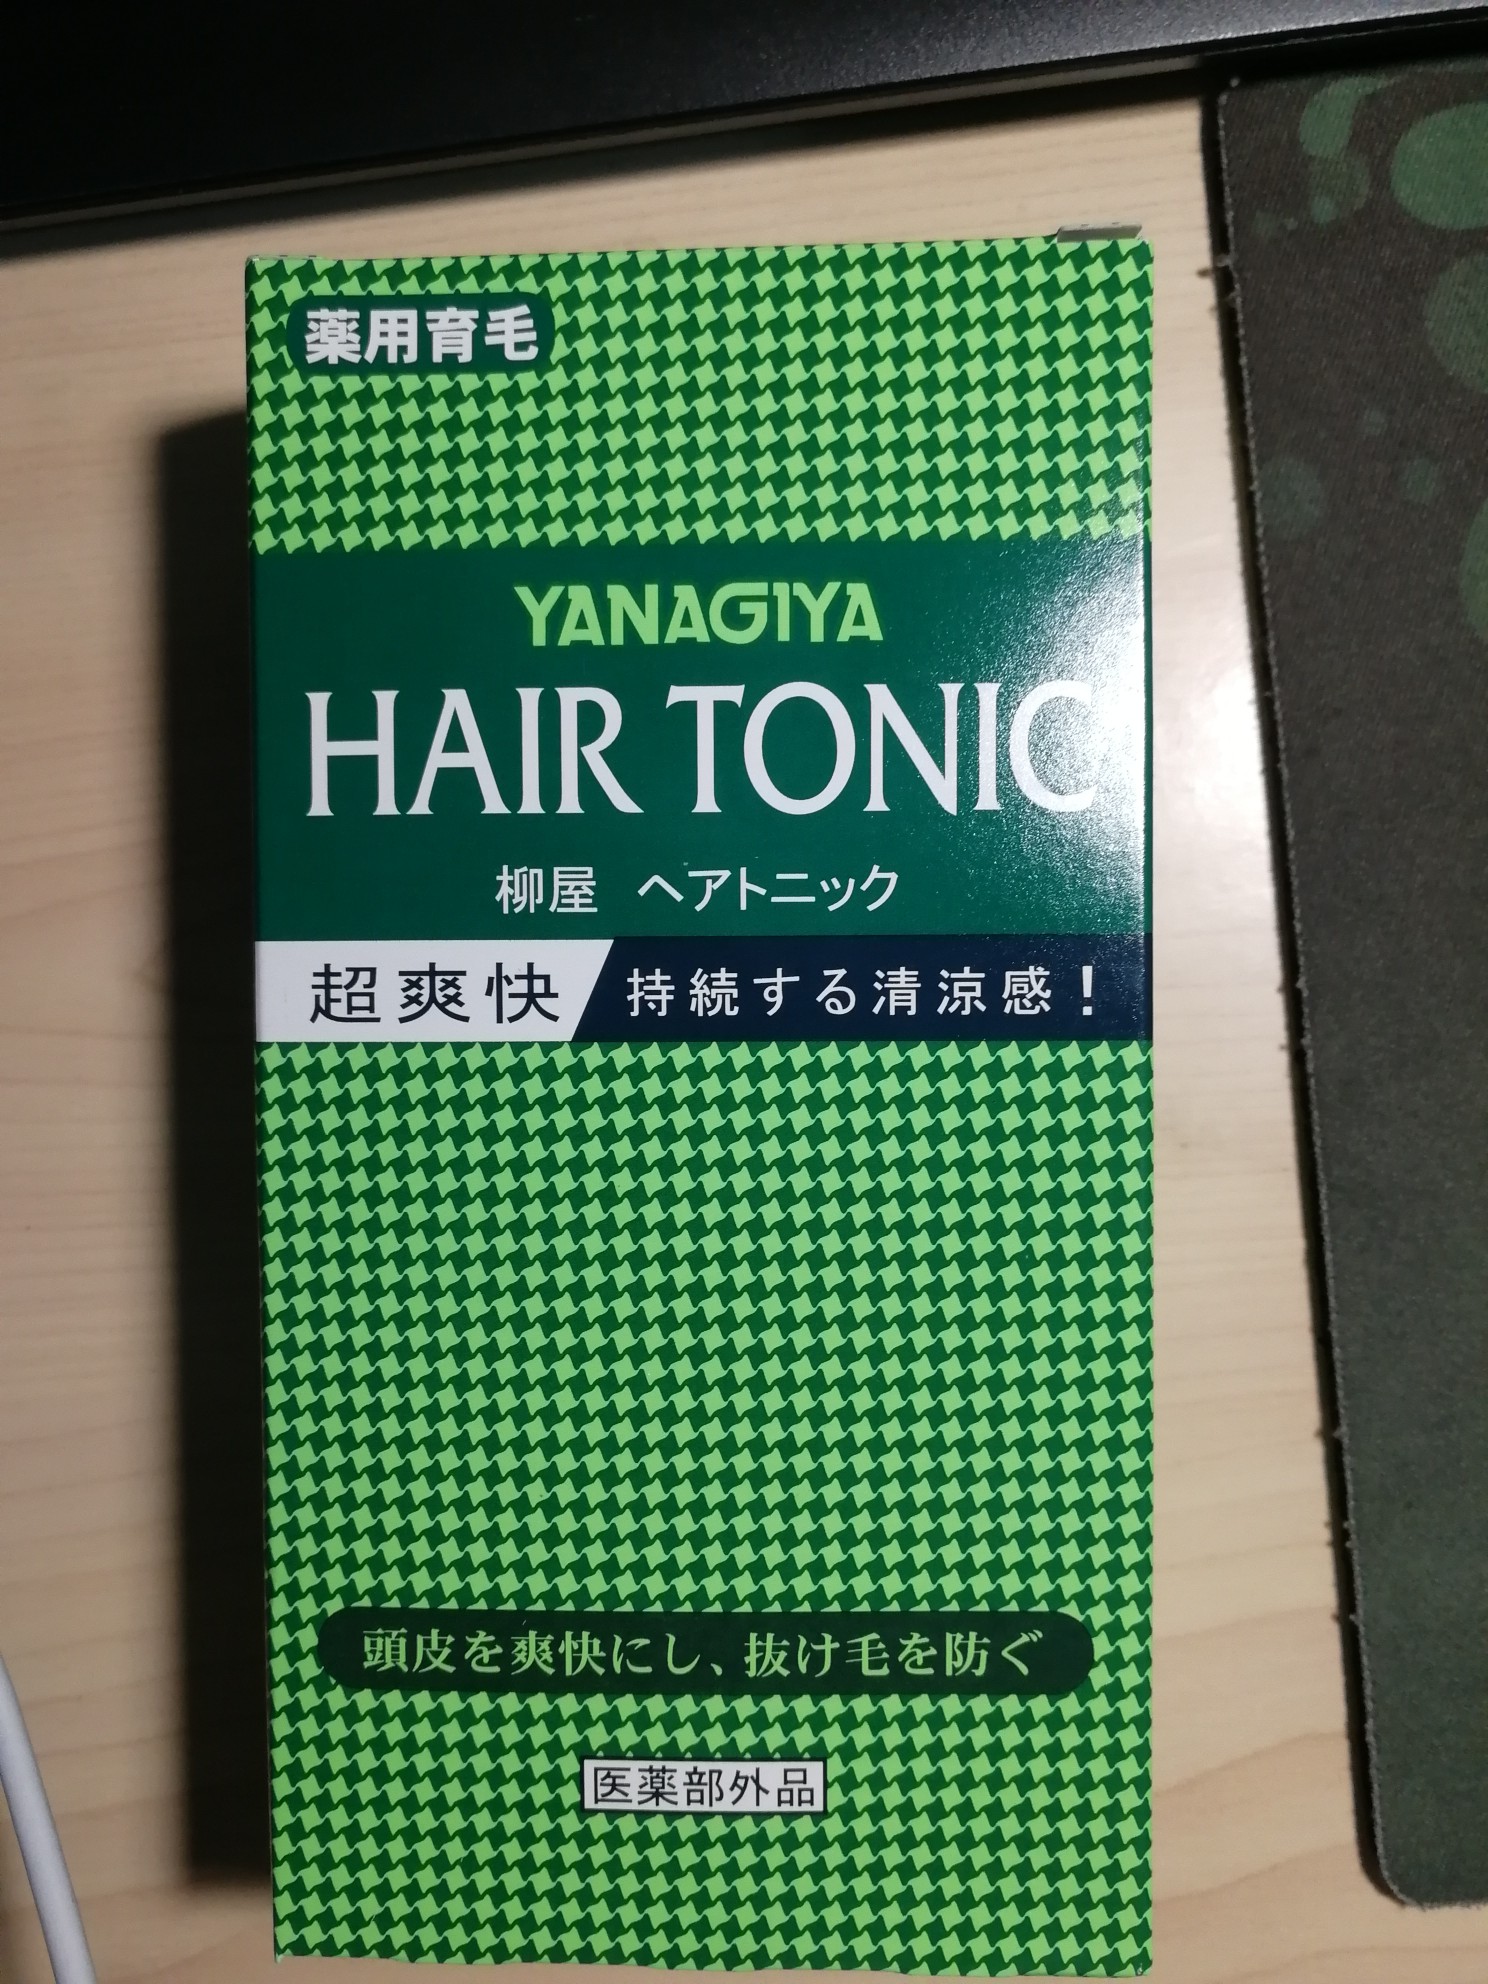 薬用育毛
YANAGIYA
HAIR TONIC
柳屋 ヘアトニック
超爽快 持続する清涼感！
頭皮を爽快にし、抜け毛を防ぐ
医薬部外品